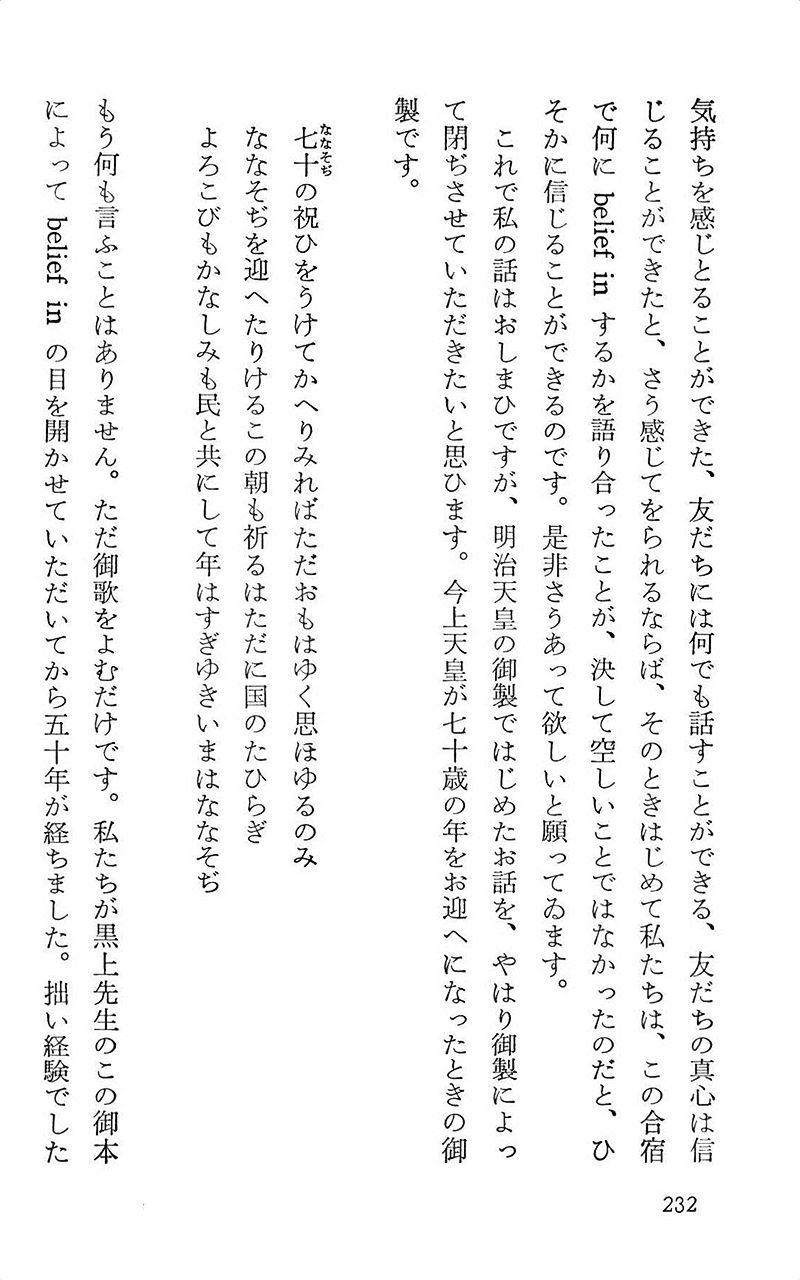 気持ちを感じとることができた、友だちには何でも話すことができる、友だちの真心は信
じることができたと、さう感じてをられるならば、そのときはじめて私たちは、この合宿
で何に belief in するかを語り合ったことが、決して空しいことではなかったのだと、ひ
そかに信じることができるのです。是非さうあって欲しいと願ってゐます。
これで私の話はおしまひですが、明治天皇の御製ではじめたお話を、やはり御製によっ
て閉ぢさせていただきたいと思ひます。今上天皇が七十歳の年をお迎へになったときの御
製です。
七十の祝ひをうけてかへりみればただおもはゆく思ほゆるのみ
ななそぢ
ななそぢを迎へたりけるこの朝も祈るはただに国のたひらぎ
よろこびもかなしみも民と共にして年はすぎゆきいまはななそぢ
もう何も言ふことはありません。ただ御歌をよむだけです。私たちが黒上先生のこの御本
によって belief in の目を開かせていただいてから五十年が経ちました。拙い経験でした
232